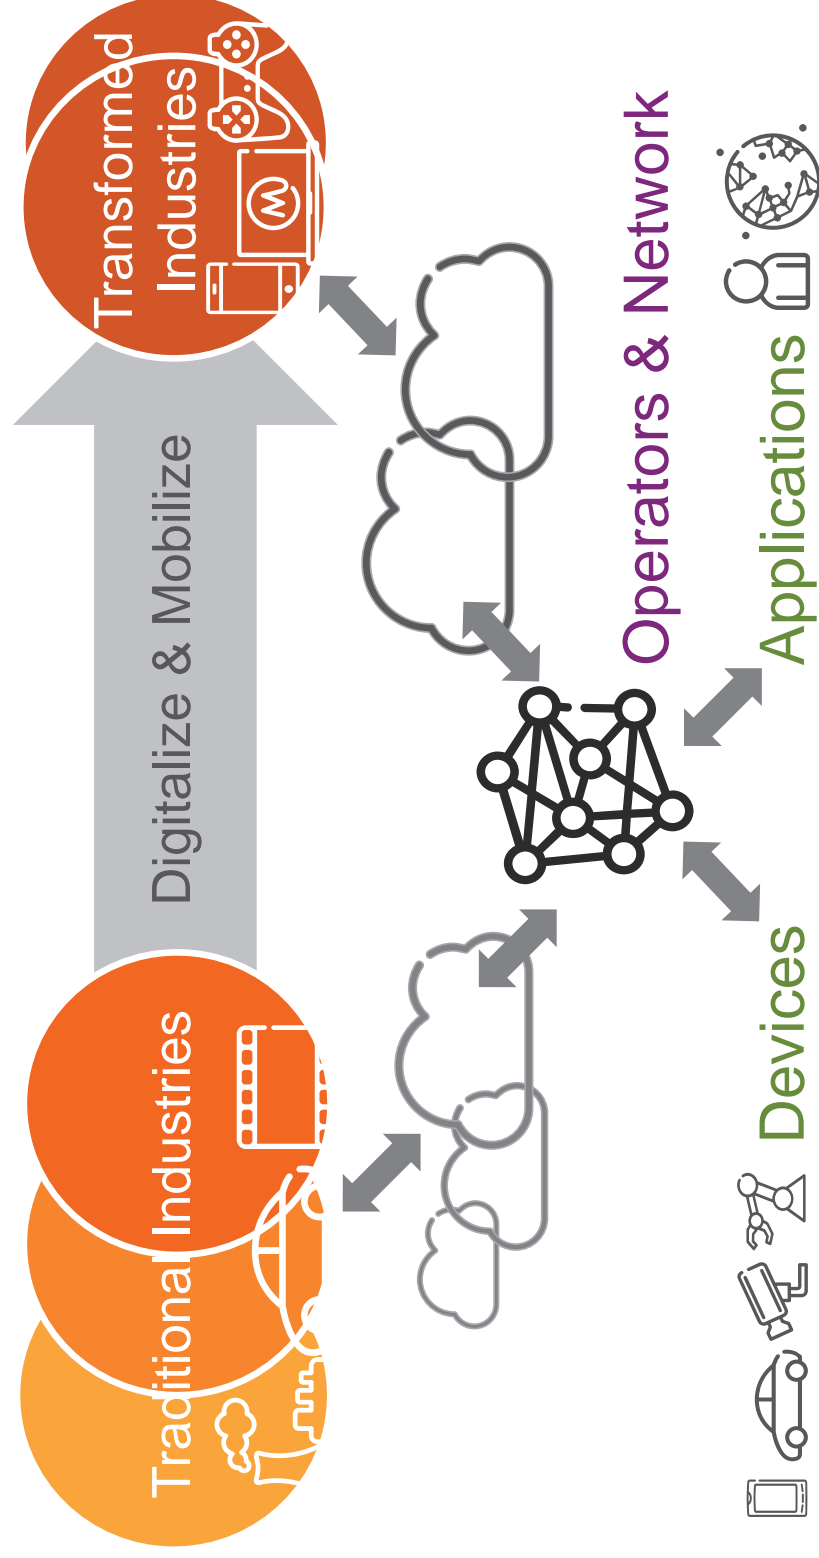 Traditional Industries
Digitalize & Mobilize
Transformed
Industries
Operators & Network
Devices
Applications